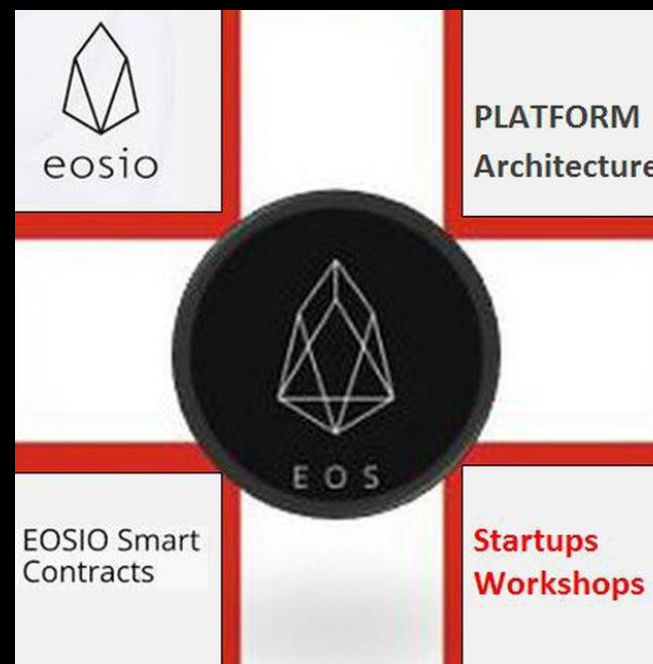 eosio
PLATFORM
Architecture
EOS
EOSIO Smart
Contracts
Startups
Workshops